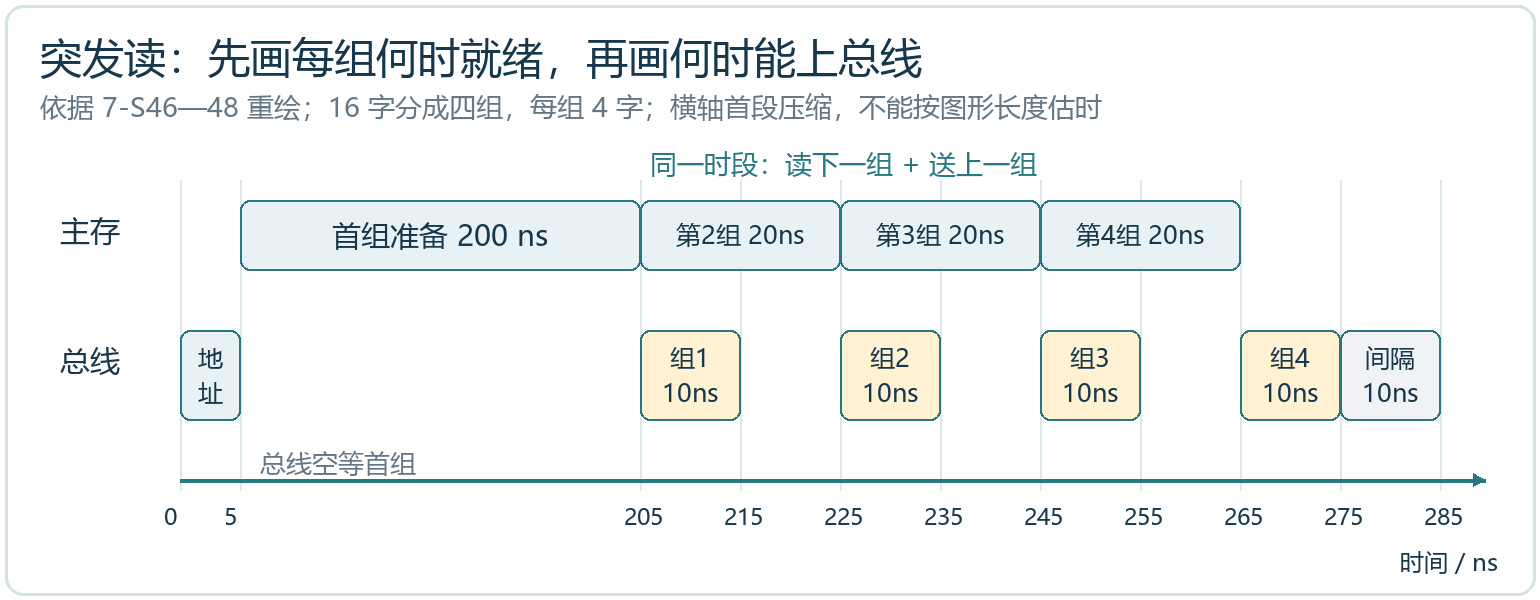 突发读：先画每组何时就绪，再画何时能上总线
依据 7-S46—48 重绘；16 字分成四组，每组 4 字；横轴首段压缩，不能按图形长度估时
同一时段：读下一组 + 送上一组
主存
首组准备 200 ns
第2组 20ns
第3组 20ns
第4组 20ns
总线
地
址
组1
10ns
组2
10ns
组3
10ns
组4
10ns
间隔
10ns
总线空等首组
0 5 205 215 225 235 245 255 265 275 285
时间 / ns